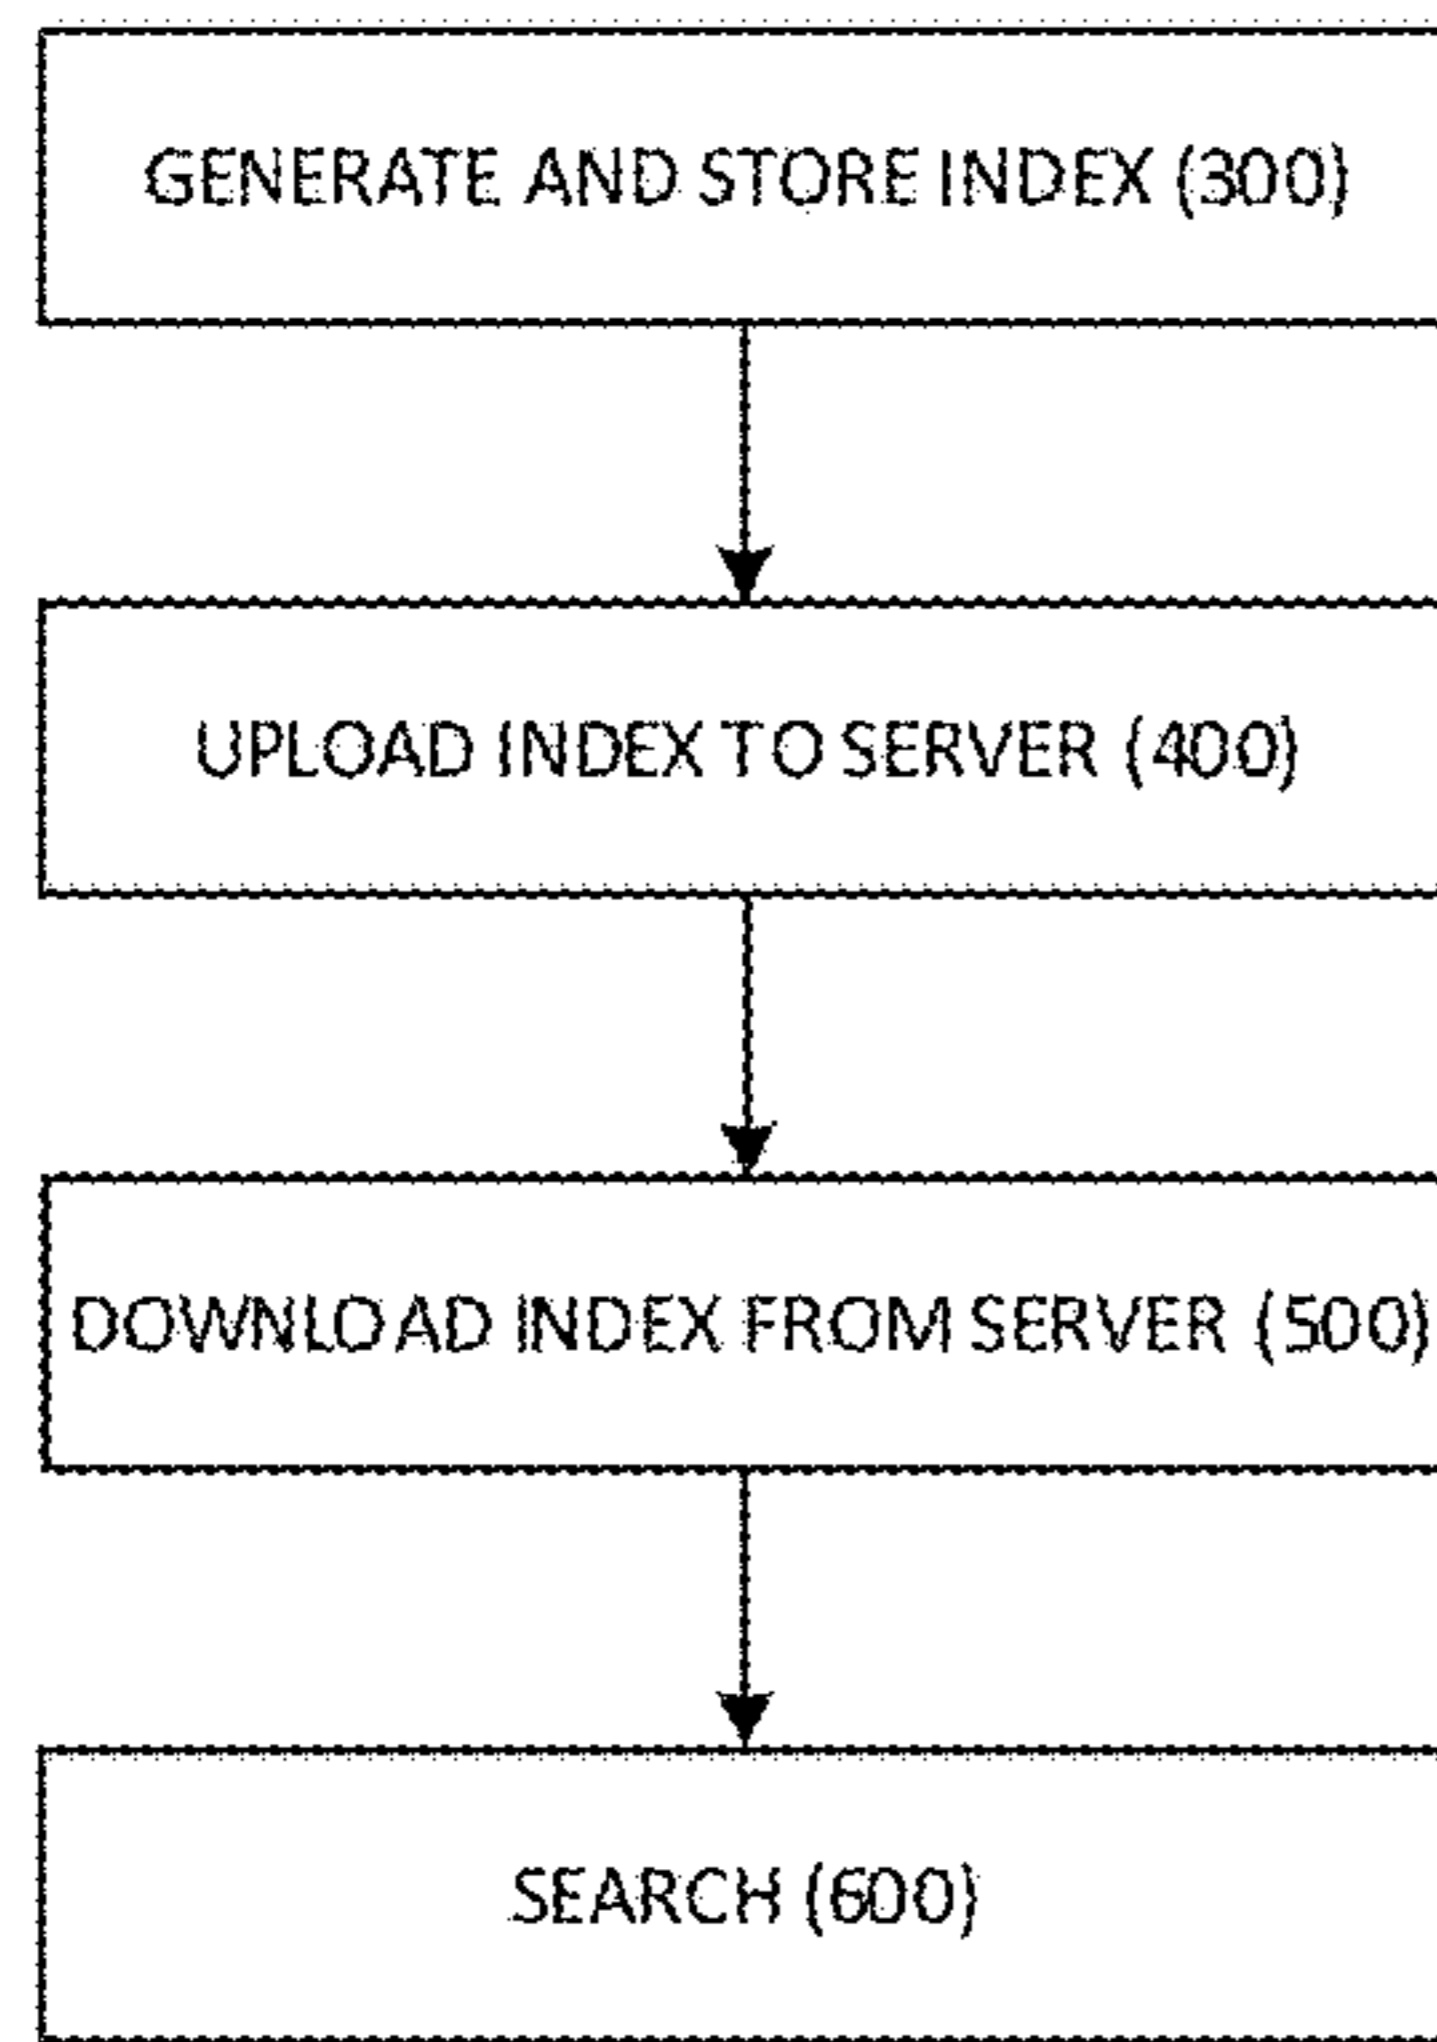 GENERATE AND STORE INDEX (300)
UPLOAD INDEX TO SERVER (400)
DOWNLOAD INDEX FROM SERVER (500)
SEARCH (600)